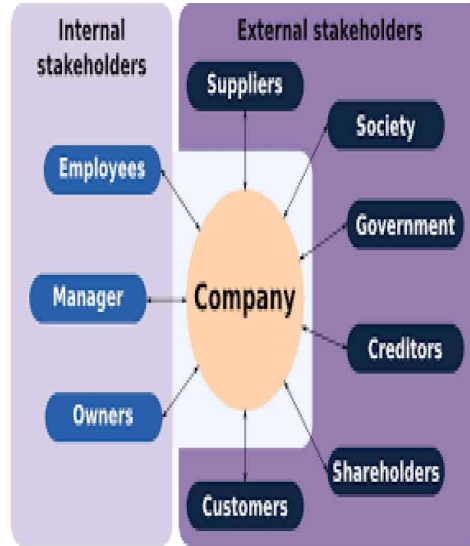 Internal
stakeholders
External stakeholders
Suppliers
Society
Employees
Government
Manager
Company
Creditors
Owners
Shareholders
Customers